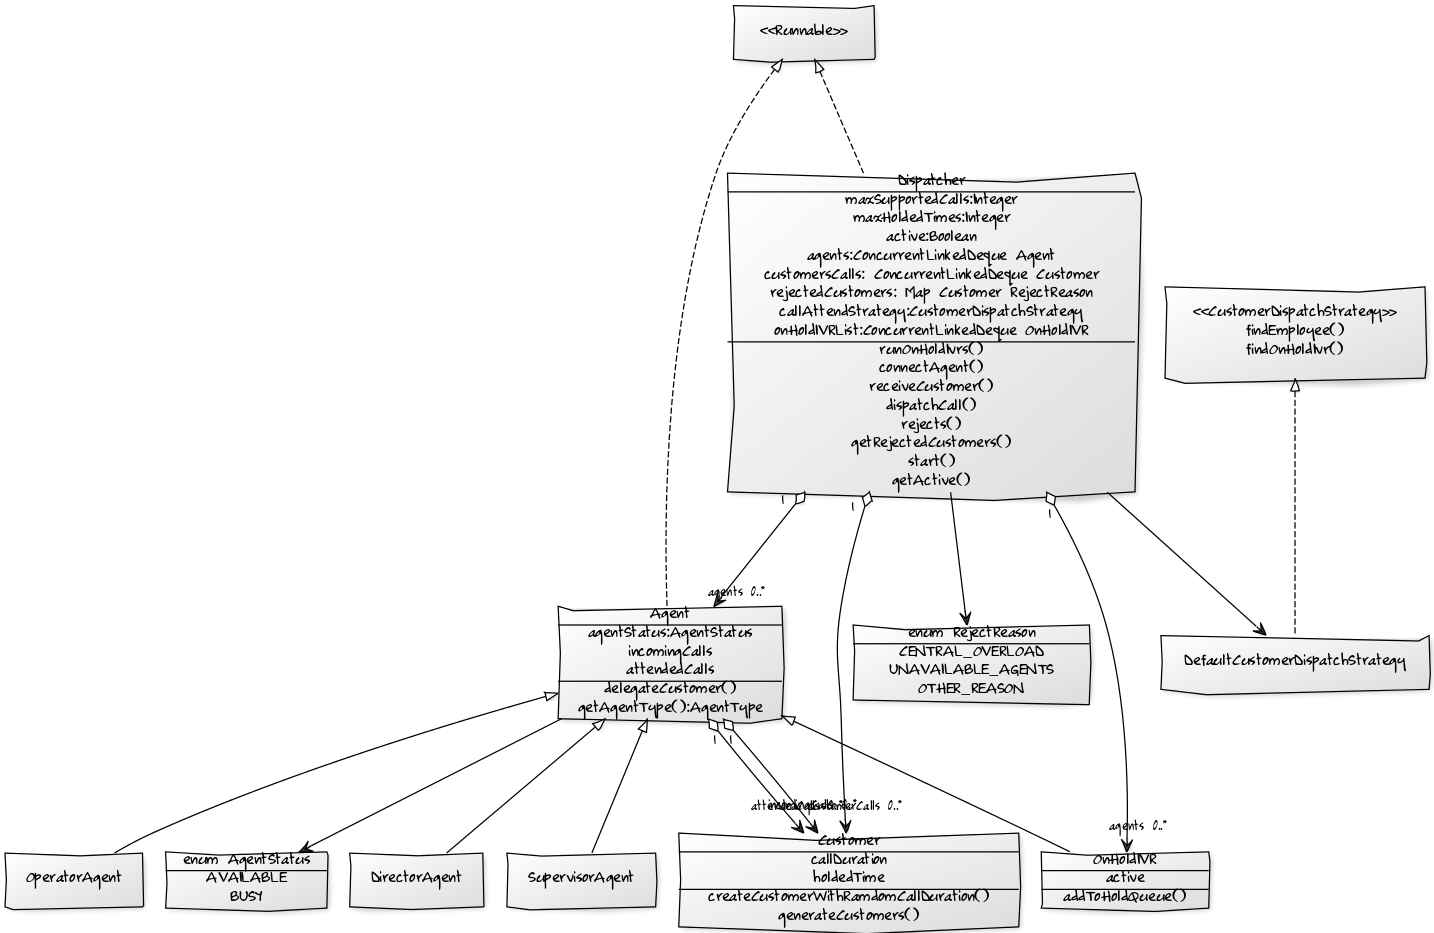 <<Runnable>>
Dispatcher
maxSupportedCalls:Integer
maxHoldedTimes:Integer
active:Boolean
agents:ConcurrentLinkedDeque Agent
customersCalls: ConcurrentLinkedDeque Customer
rejectedCustomers: Map Customer RejectReason
callAttendStrategy:CustomerDispatchStrategy
onHoldIVRList:ConcurrentLinkedDeque OnHoldIVR
runOnHoldIvrs()
connectAgent()
receiveCustomer()
dispatchCall()
rejects()
getRejectedCustomers()
start()
getActive()
<<CustomerDispatchStrategy>>
findEmployee()
findOnHoldIvr()
1
1
1
agents 0..*
Agent
agentStatus:AgentStatus
incomingCalls
attendedCalls
delegateCustomer()
getAgentType():AgentType
enum RejectReason
CENTRAL_OVERLOAD
UNAVAILABLE_AGENTS
OTHER_REASON
DefaultCustomerDispatchStrategy
1
1
Calls 0..*
agents 0..*
OperatorAgent
enum AgentStatus
AVAILABLE
BUSY
DirectorAgent
SupervisorAgent
Customer
callDuration
holdedTime
createCustomerWithRamdomCallDuration()
generateCustomers()
OnHoldIVR
active
addToHoldQueue()